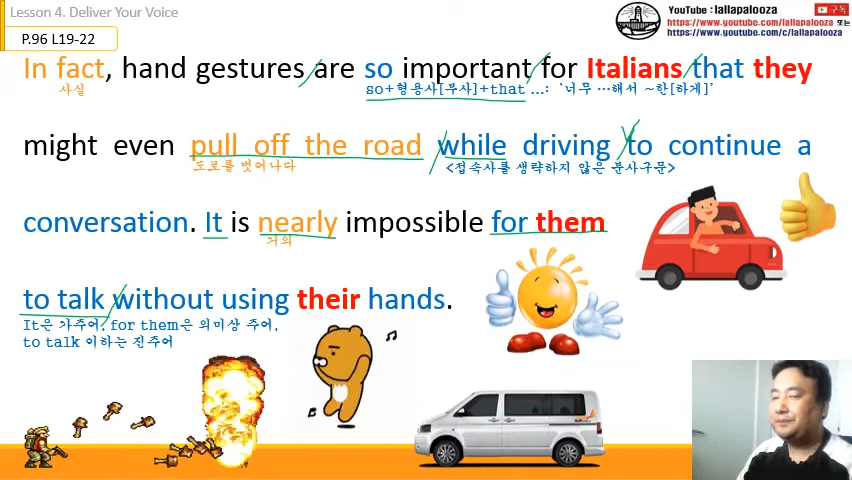 Lesson 4. Deliver Your Voice
YouTube : lallapalooza
구독
https://www.youtube.com/lallapalooza 또는
https://www.youtube.com/c/lallapalooza
P.96 L19-22
In fact, hand gestures are so important for Italians that they
사실
so+형용사[부사]+that …: '너무 …해서 ~한[하게]'
might even pull off the road while driving to continue a
도로를 벗어나다
<접속사를 생략하지 않은 분사구문>
conversation. It is nearly impossible for them
거의
to talk without using their hands.
It은 가주어, for them은 의미상 주어,
to talk 이하는 진주어